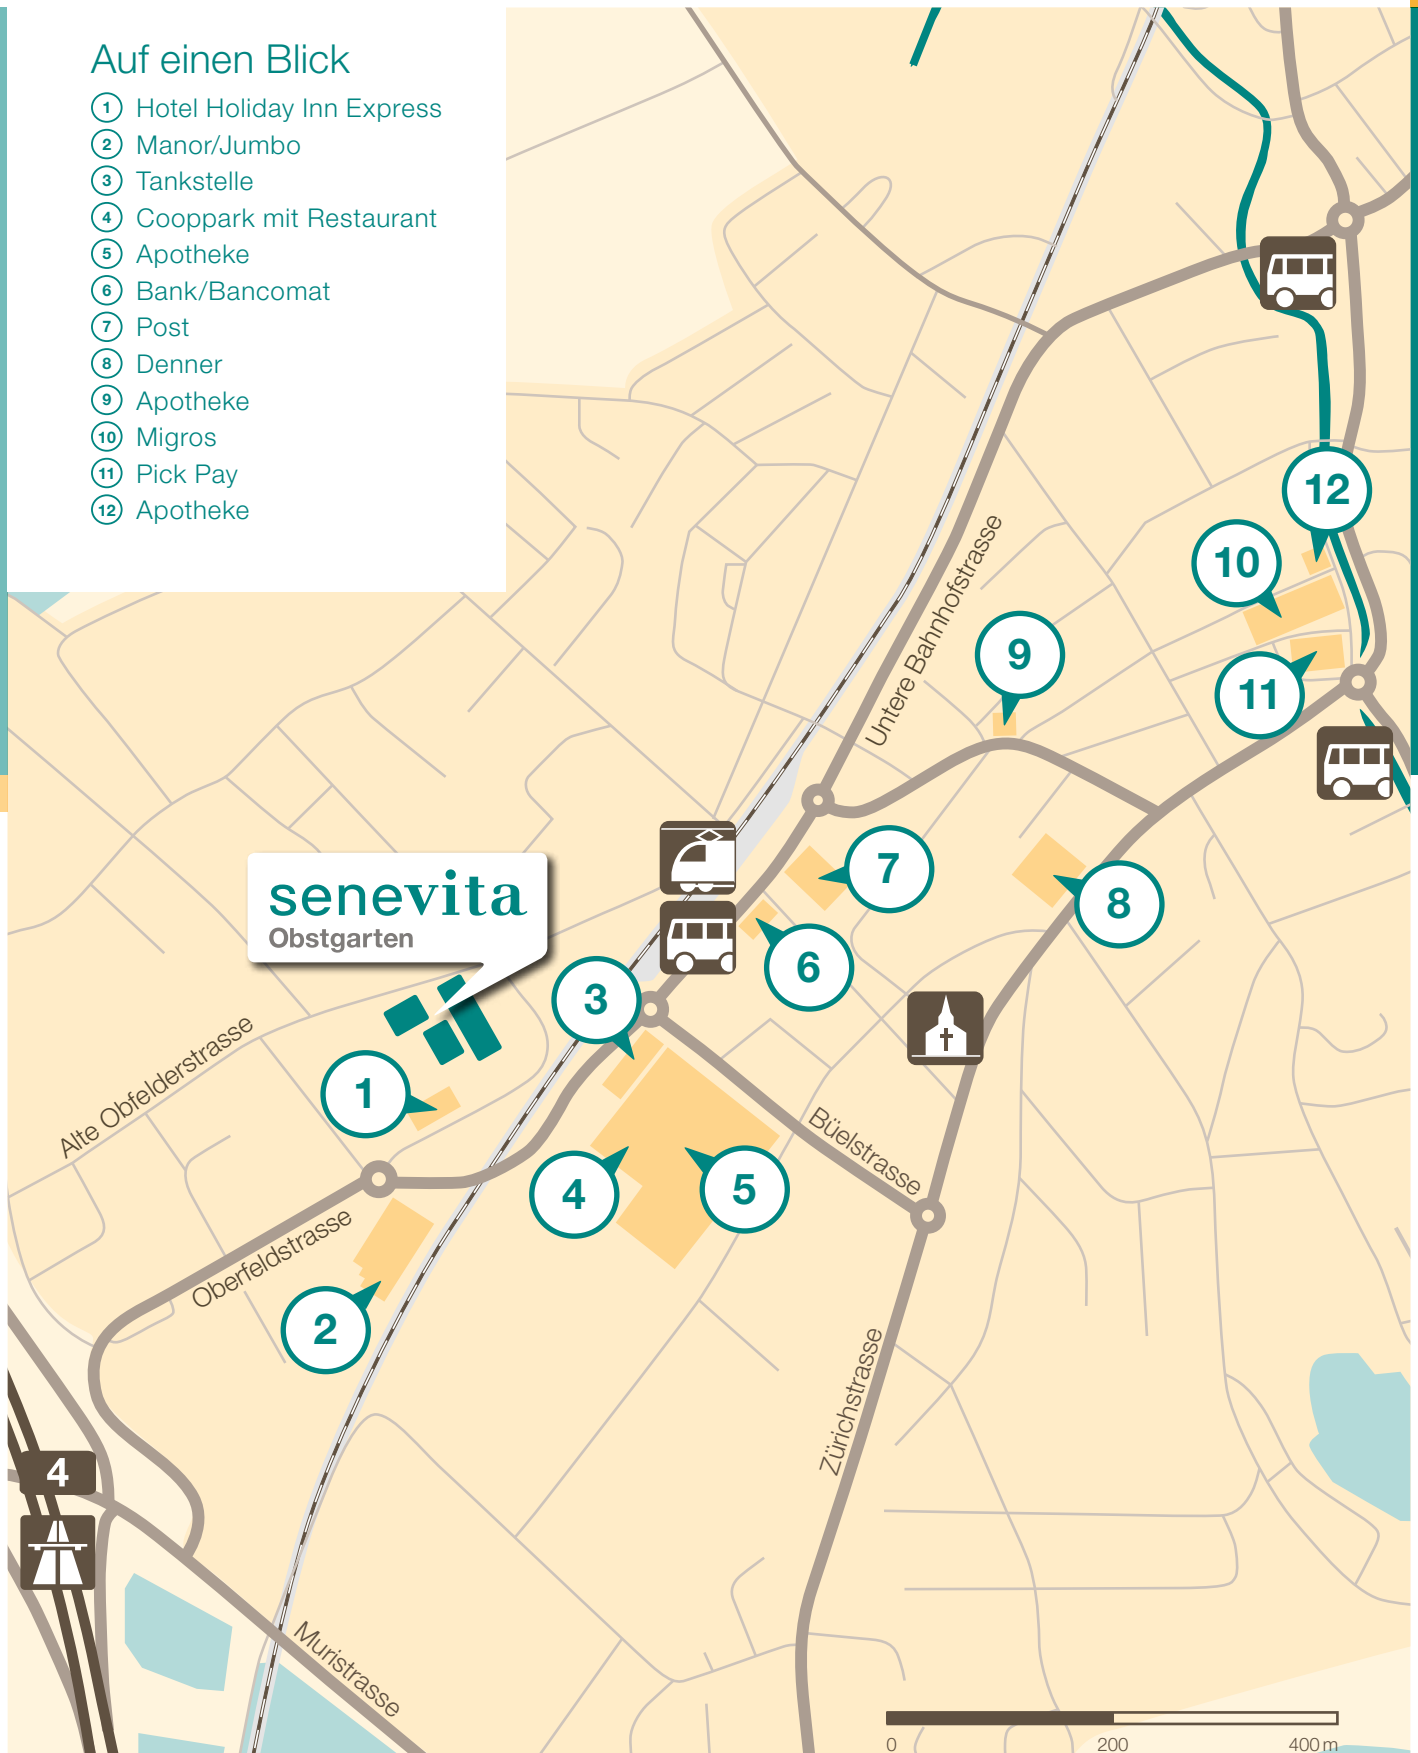 Auf einen Blick
1 Hotel Holiday Inn Express
2 Manor/Jumbo
3 Tankstelle
4 Cooppark mit Restaurant
5 Apotheke
6 Bank/Bancomat
7 Post
8 Denner
9 Apotheke
10 Migros
11 Pick Pay
12 Apotheke
12
10
Untere Bahnhofstrasse
9
11
7
senevita
Obstgarten
8
6
3
Alte Obfelderstrasse
1
Büelstrasse
4
5
Oberfeldstrasse
2
Zürichstrasse
4
Muristrasse
0 200 400 m